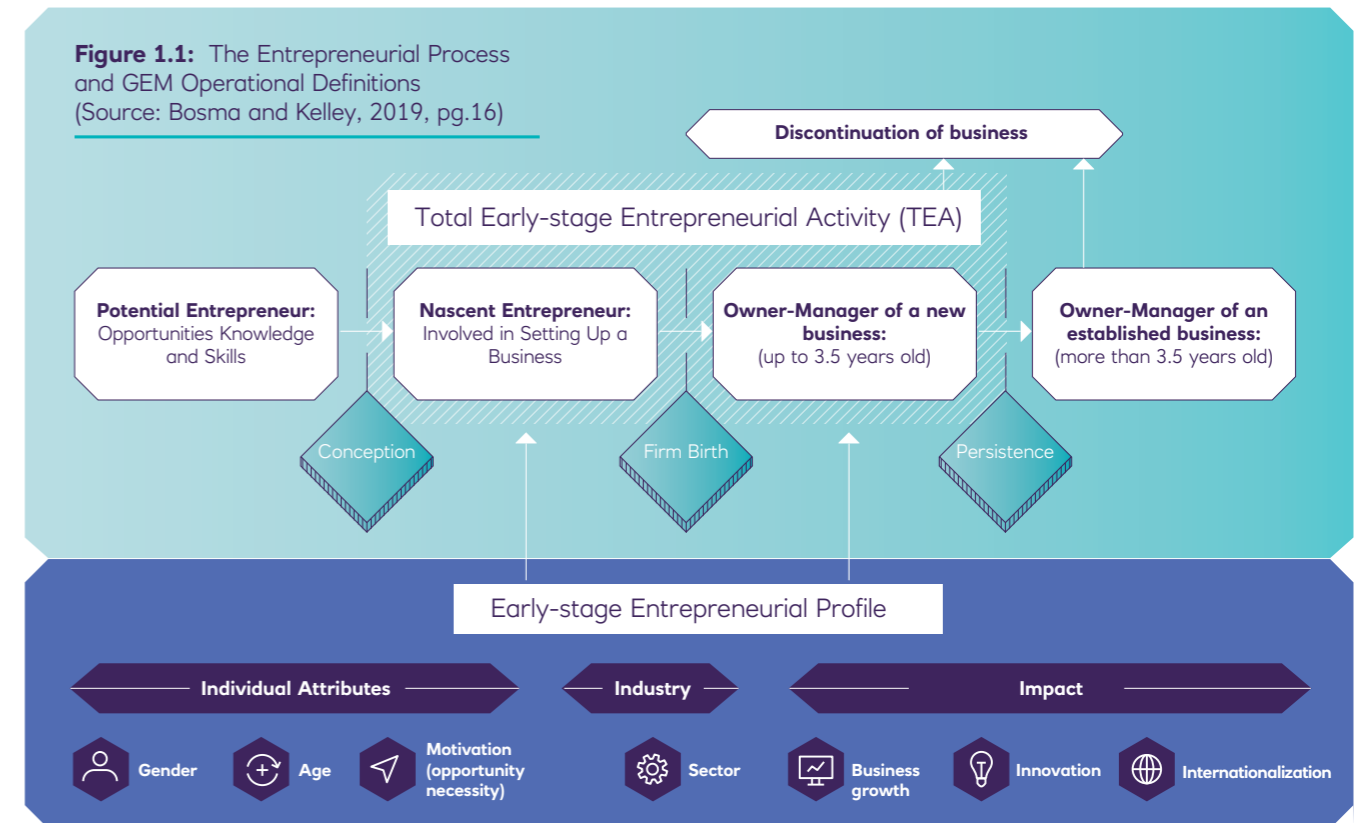 Figure 1.1: The Entrepreneurial Process
and GEM Operational Definitions
(Source: Bosma and Kelley, 2019, pg.16)
Discontinuation of business
Total Early-stage Entrepreneurial Activity (TEA)
Potential Entrepreneur:
Opportunities Knowledge
and Skills
Nascent Entrepreneur:
Involved in Setting Up a
Business
Owner-Manager of a new
business:
(up to 3.5 years old)
Owner-Manager of an
established business:
(more than 3.5 years old)
Conception
Firm Birth
Persistence
Early-stage Entrepreneurial Profile
Individual Attributes
Industry
Impact
Gender
Age
Motivation
(opportunity
necessity)
Sector
Business
growth
Innovation
Internationalization